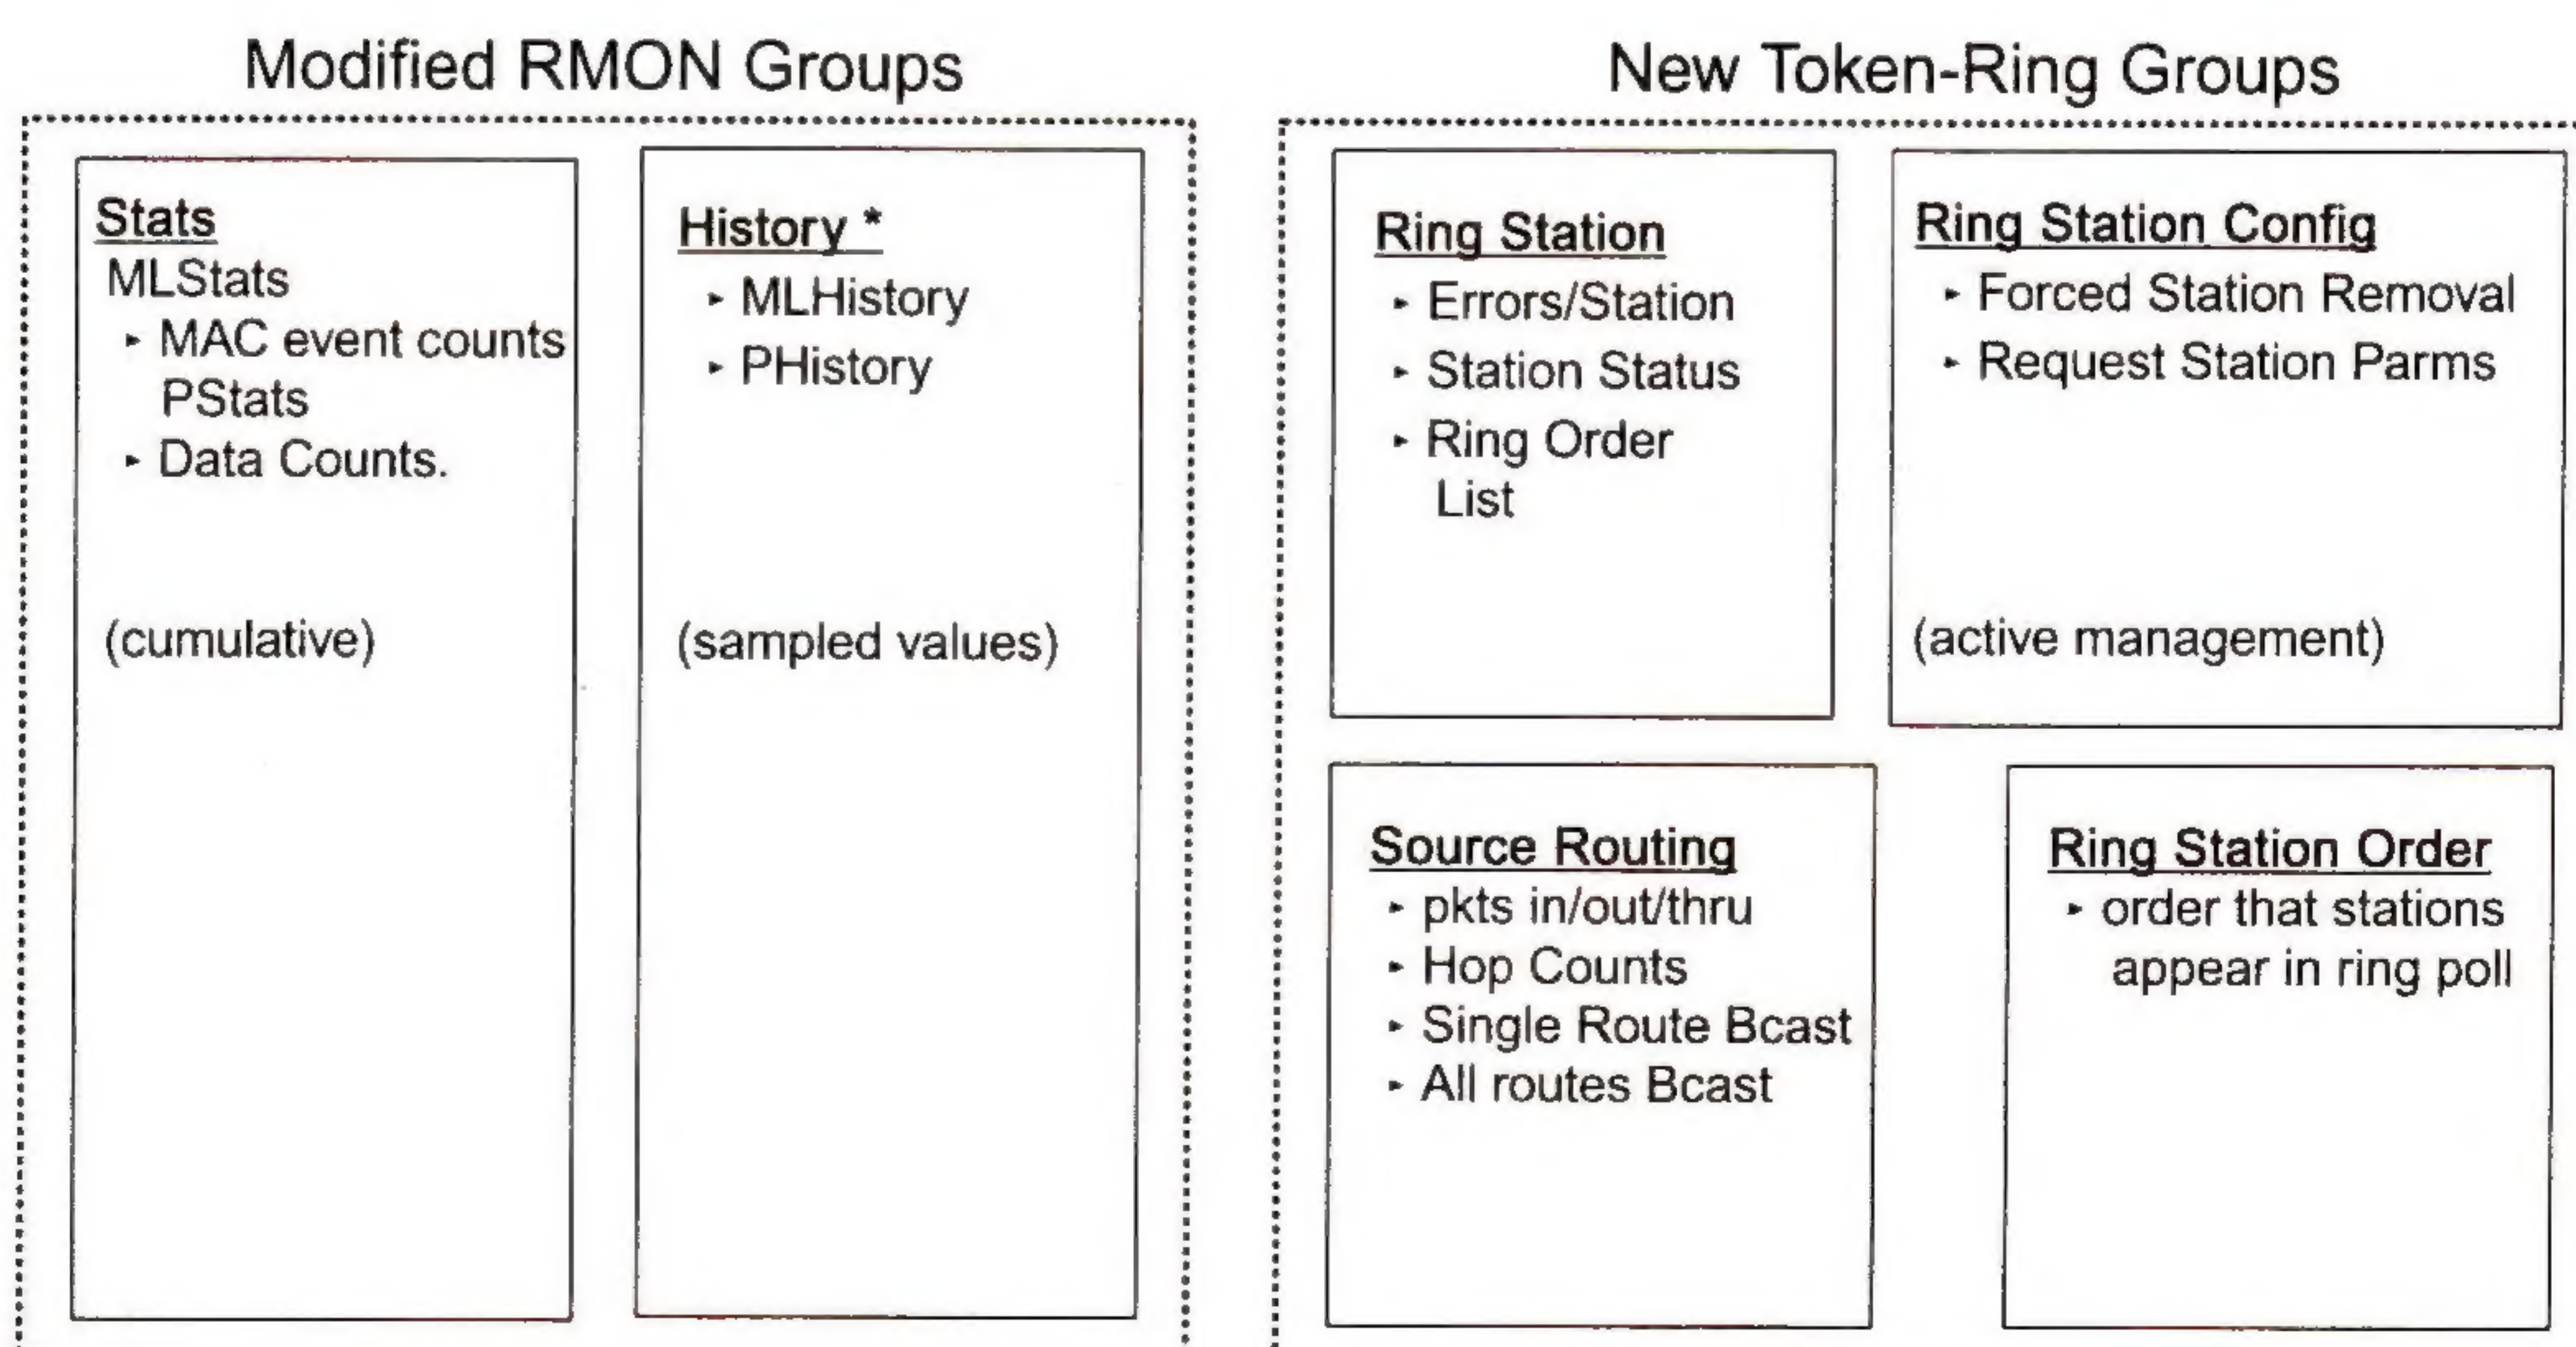 Modified RMON Groups
Stats
MLStats
‣ MAC event counts
PStats
‣ Data Counts.
(cumulative)
History *
‣ MLHistory
‣ PHistory
(sampled values)
New Token-Ring Groups
Ring Station
‣ Errors/Station
‣ Station Status
‣ Ring Order
List
Ring Station Config
‣ Forced Station Removal
‣ Request Station Parms
(active management)
Source Routing
‣ pkts in/out/thru
‣ Hop Counts
‣ Single Route Bcast
‣ All routes Bcast
Ring Station Order
‣ order that stations
appear in ring poll